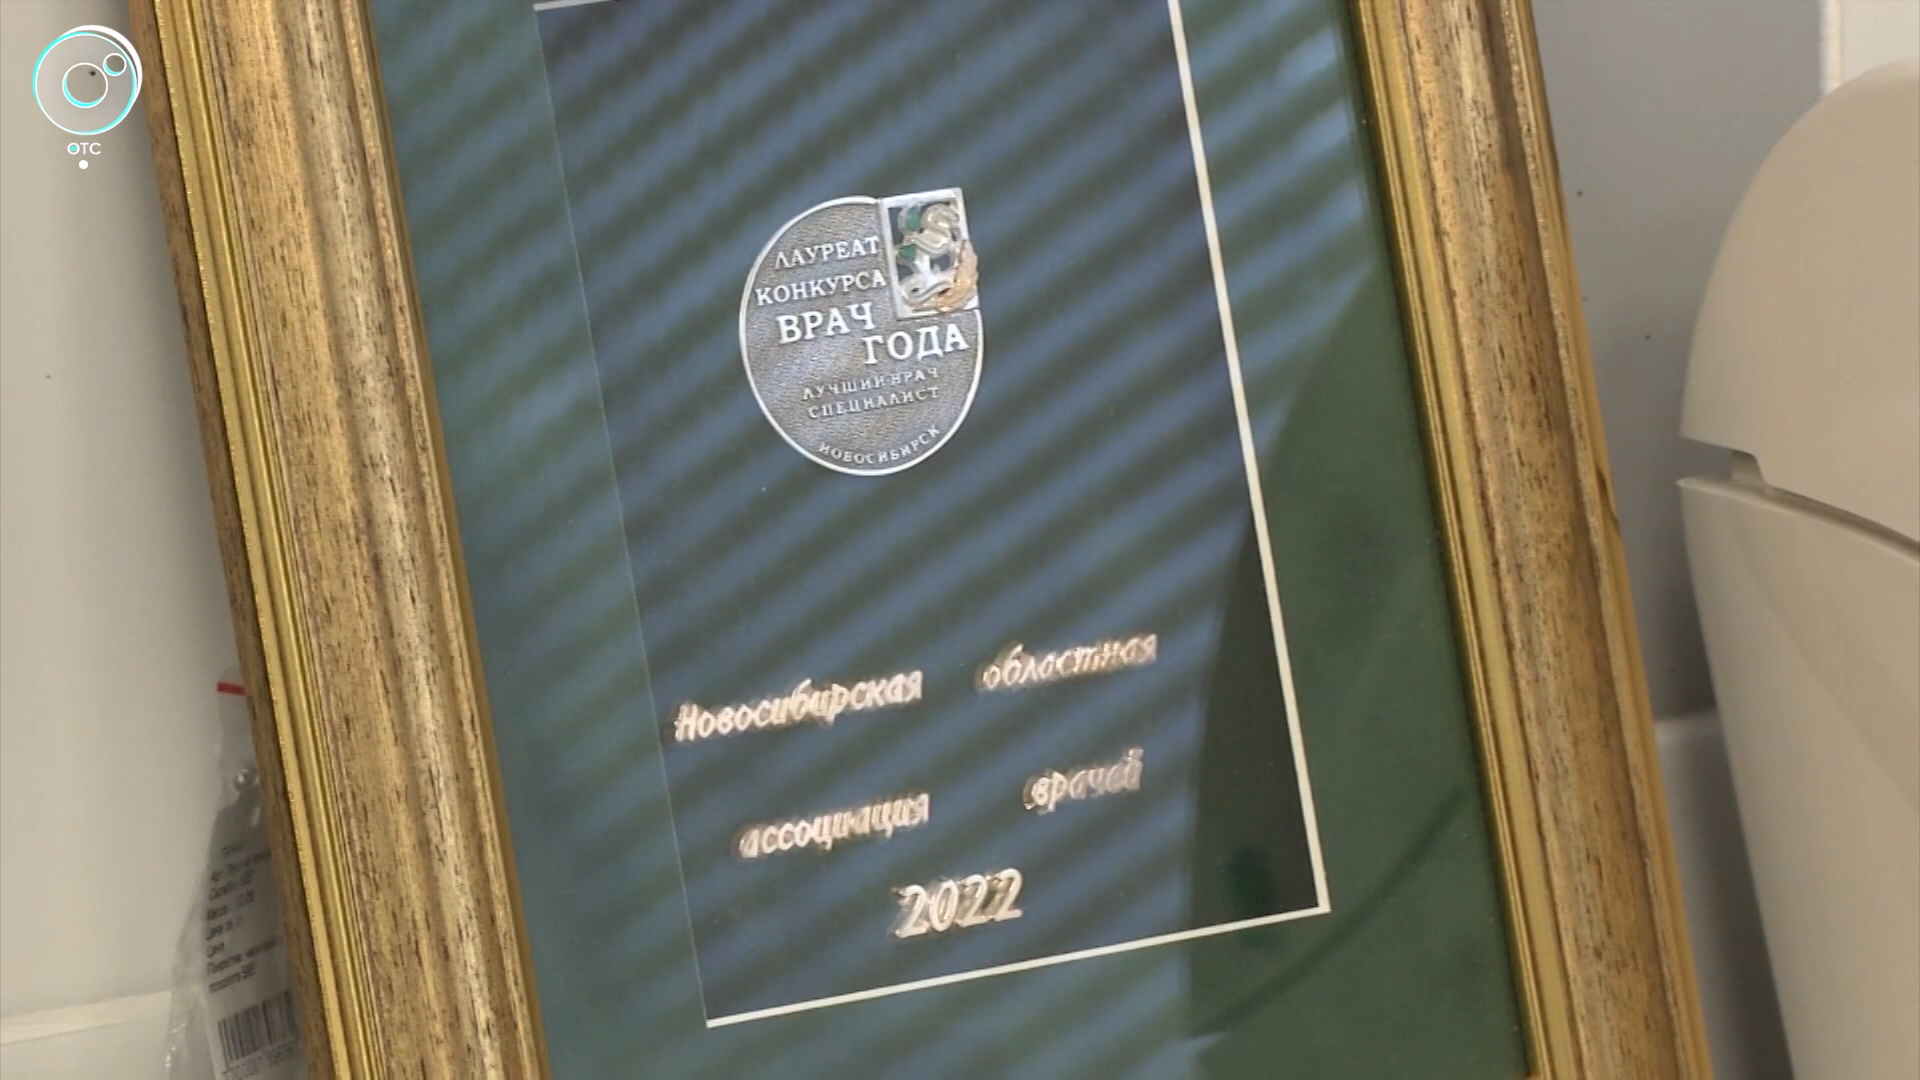 ОТС
ЛАУРЕАТ
КОНКУРСА
ВРАЧ
ГОДА
ЛУЧШИЙ ВРАЧ
СПЕЦИАЛИСТ
НОВОСИБИРСК
Новосибирская областная
ассоциация врачей
2022